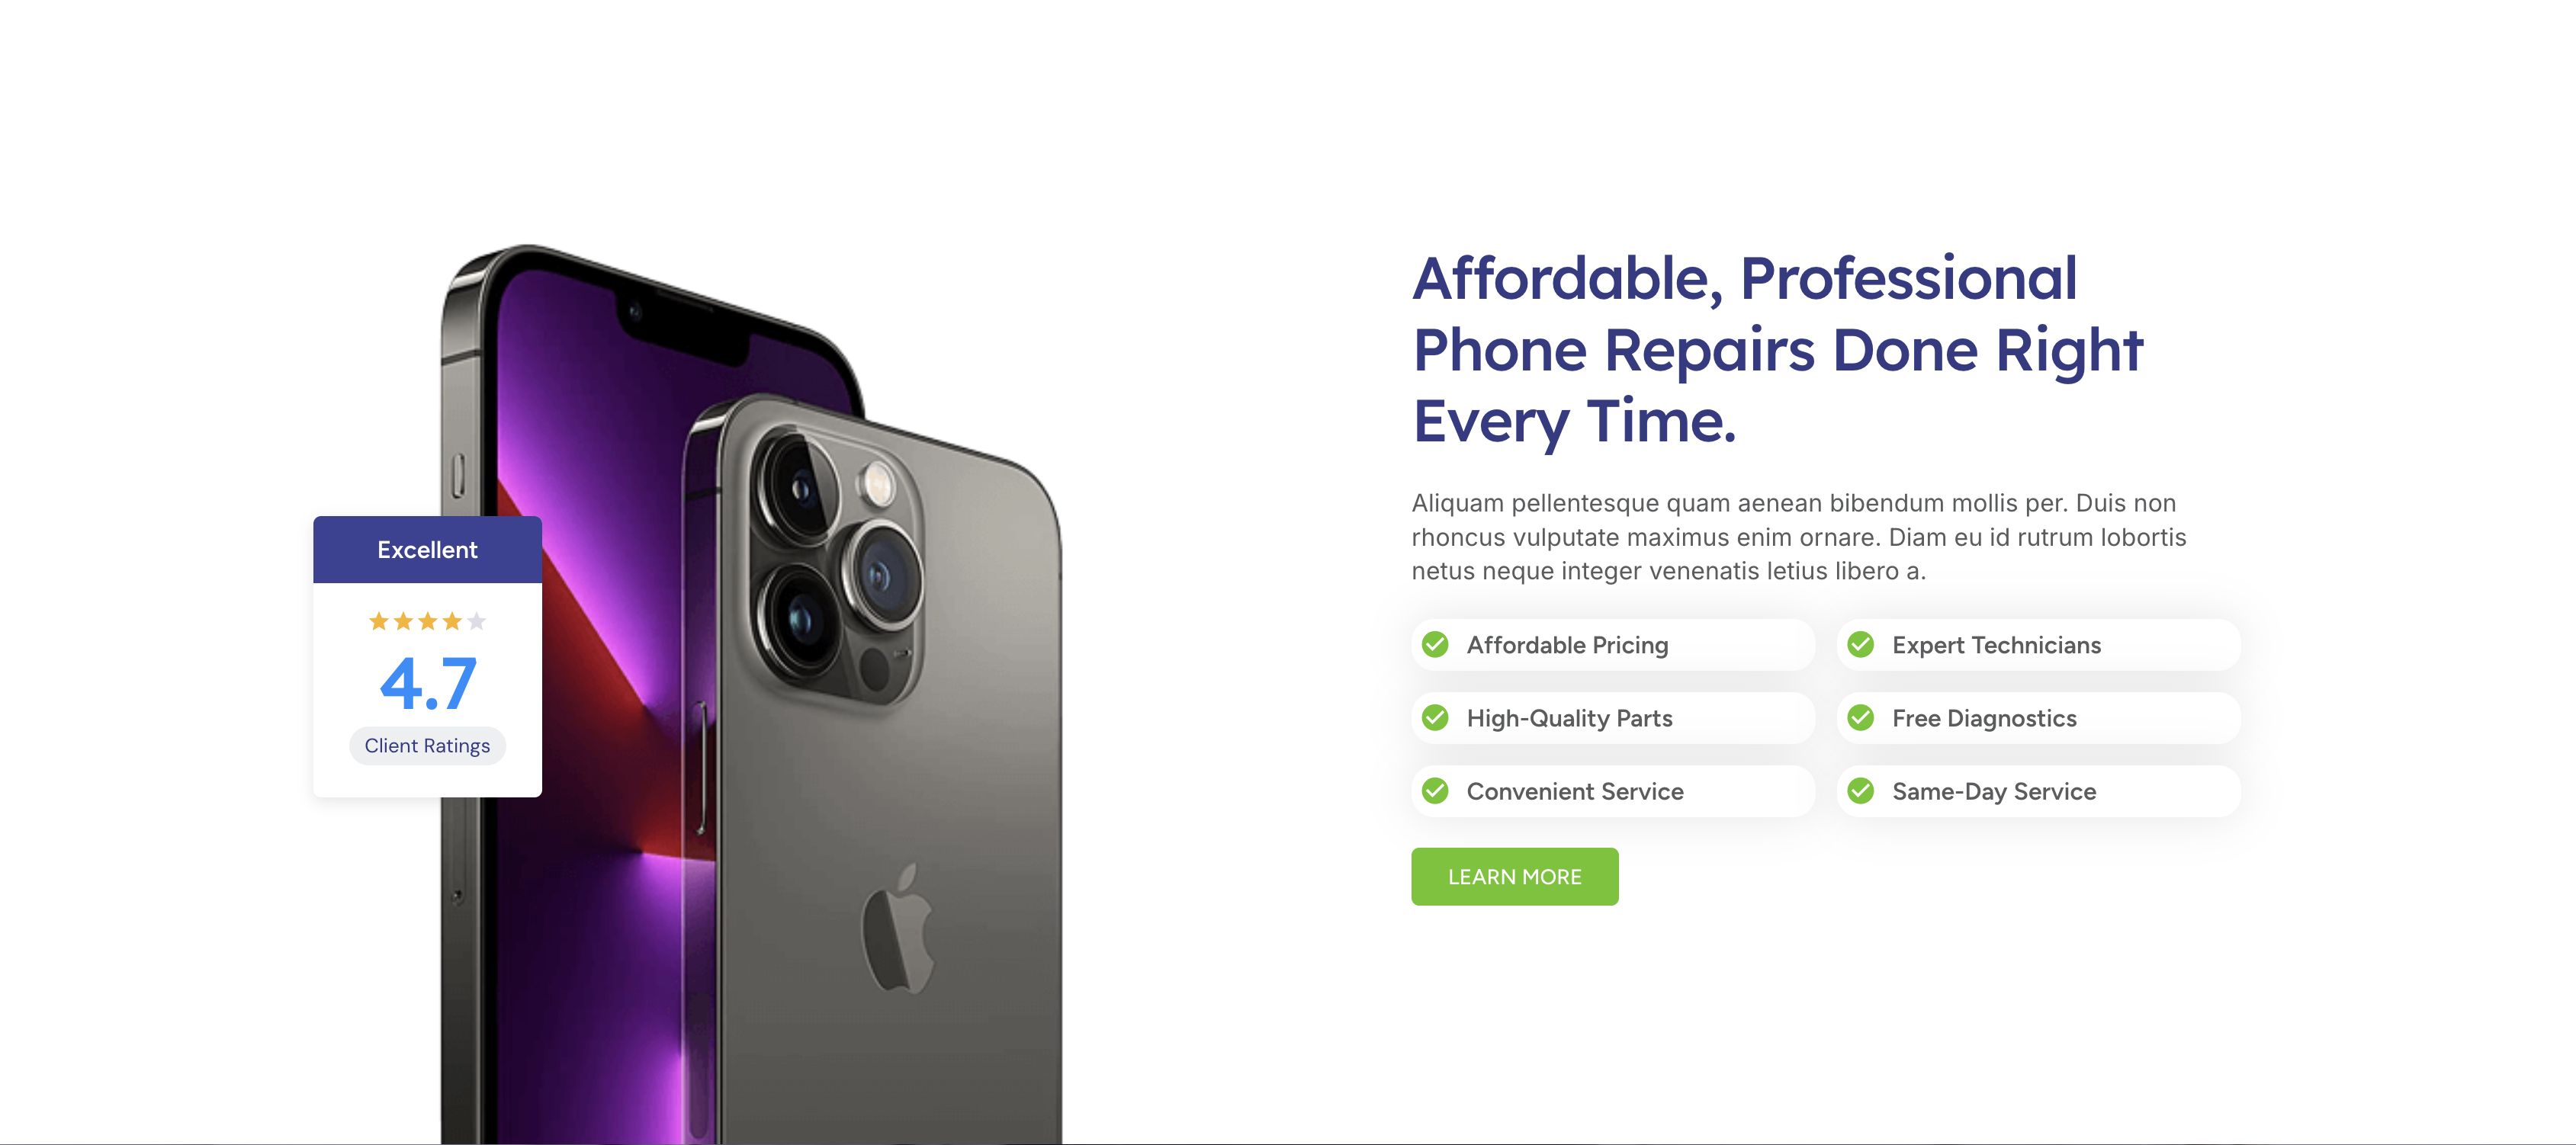 Affordable, Professional
Phone Repairs Done Right
Every Time.
Aliquam pellentesque quam aenean bibendum mollis per. Duis non
rhoncus vulputate maximus enim ornare. Diam eu id rutrum lobortis
netus neque integer venenatis letius libero a.
Excellent
4.7
Client Ratings
Affordable Pricing
Expert Technicians
High-Quality Parts
Free Diagnostics
Convenient Service
Same-Day Service
LEARN MORE